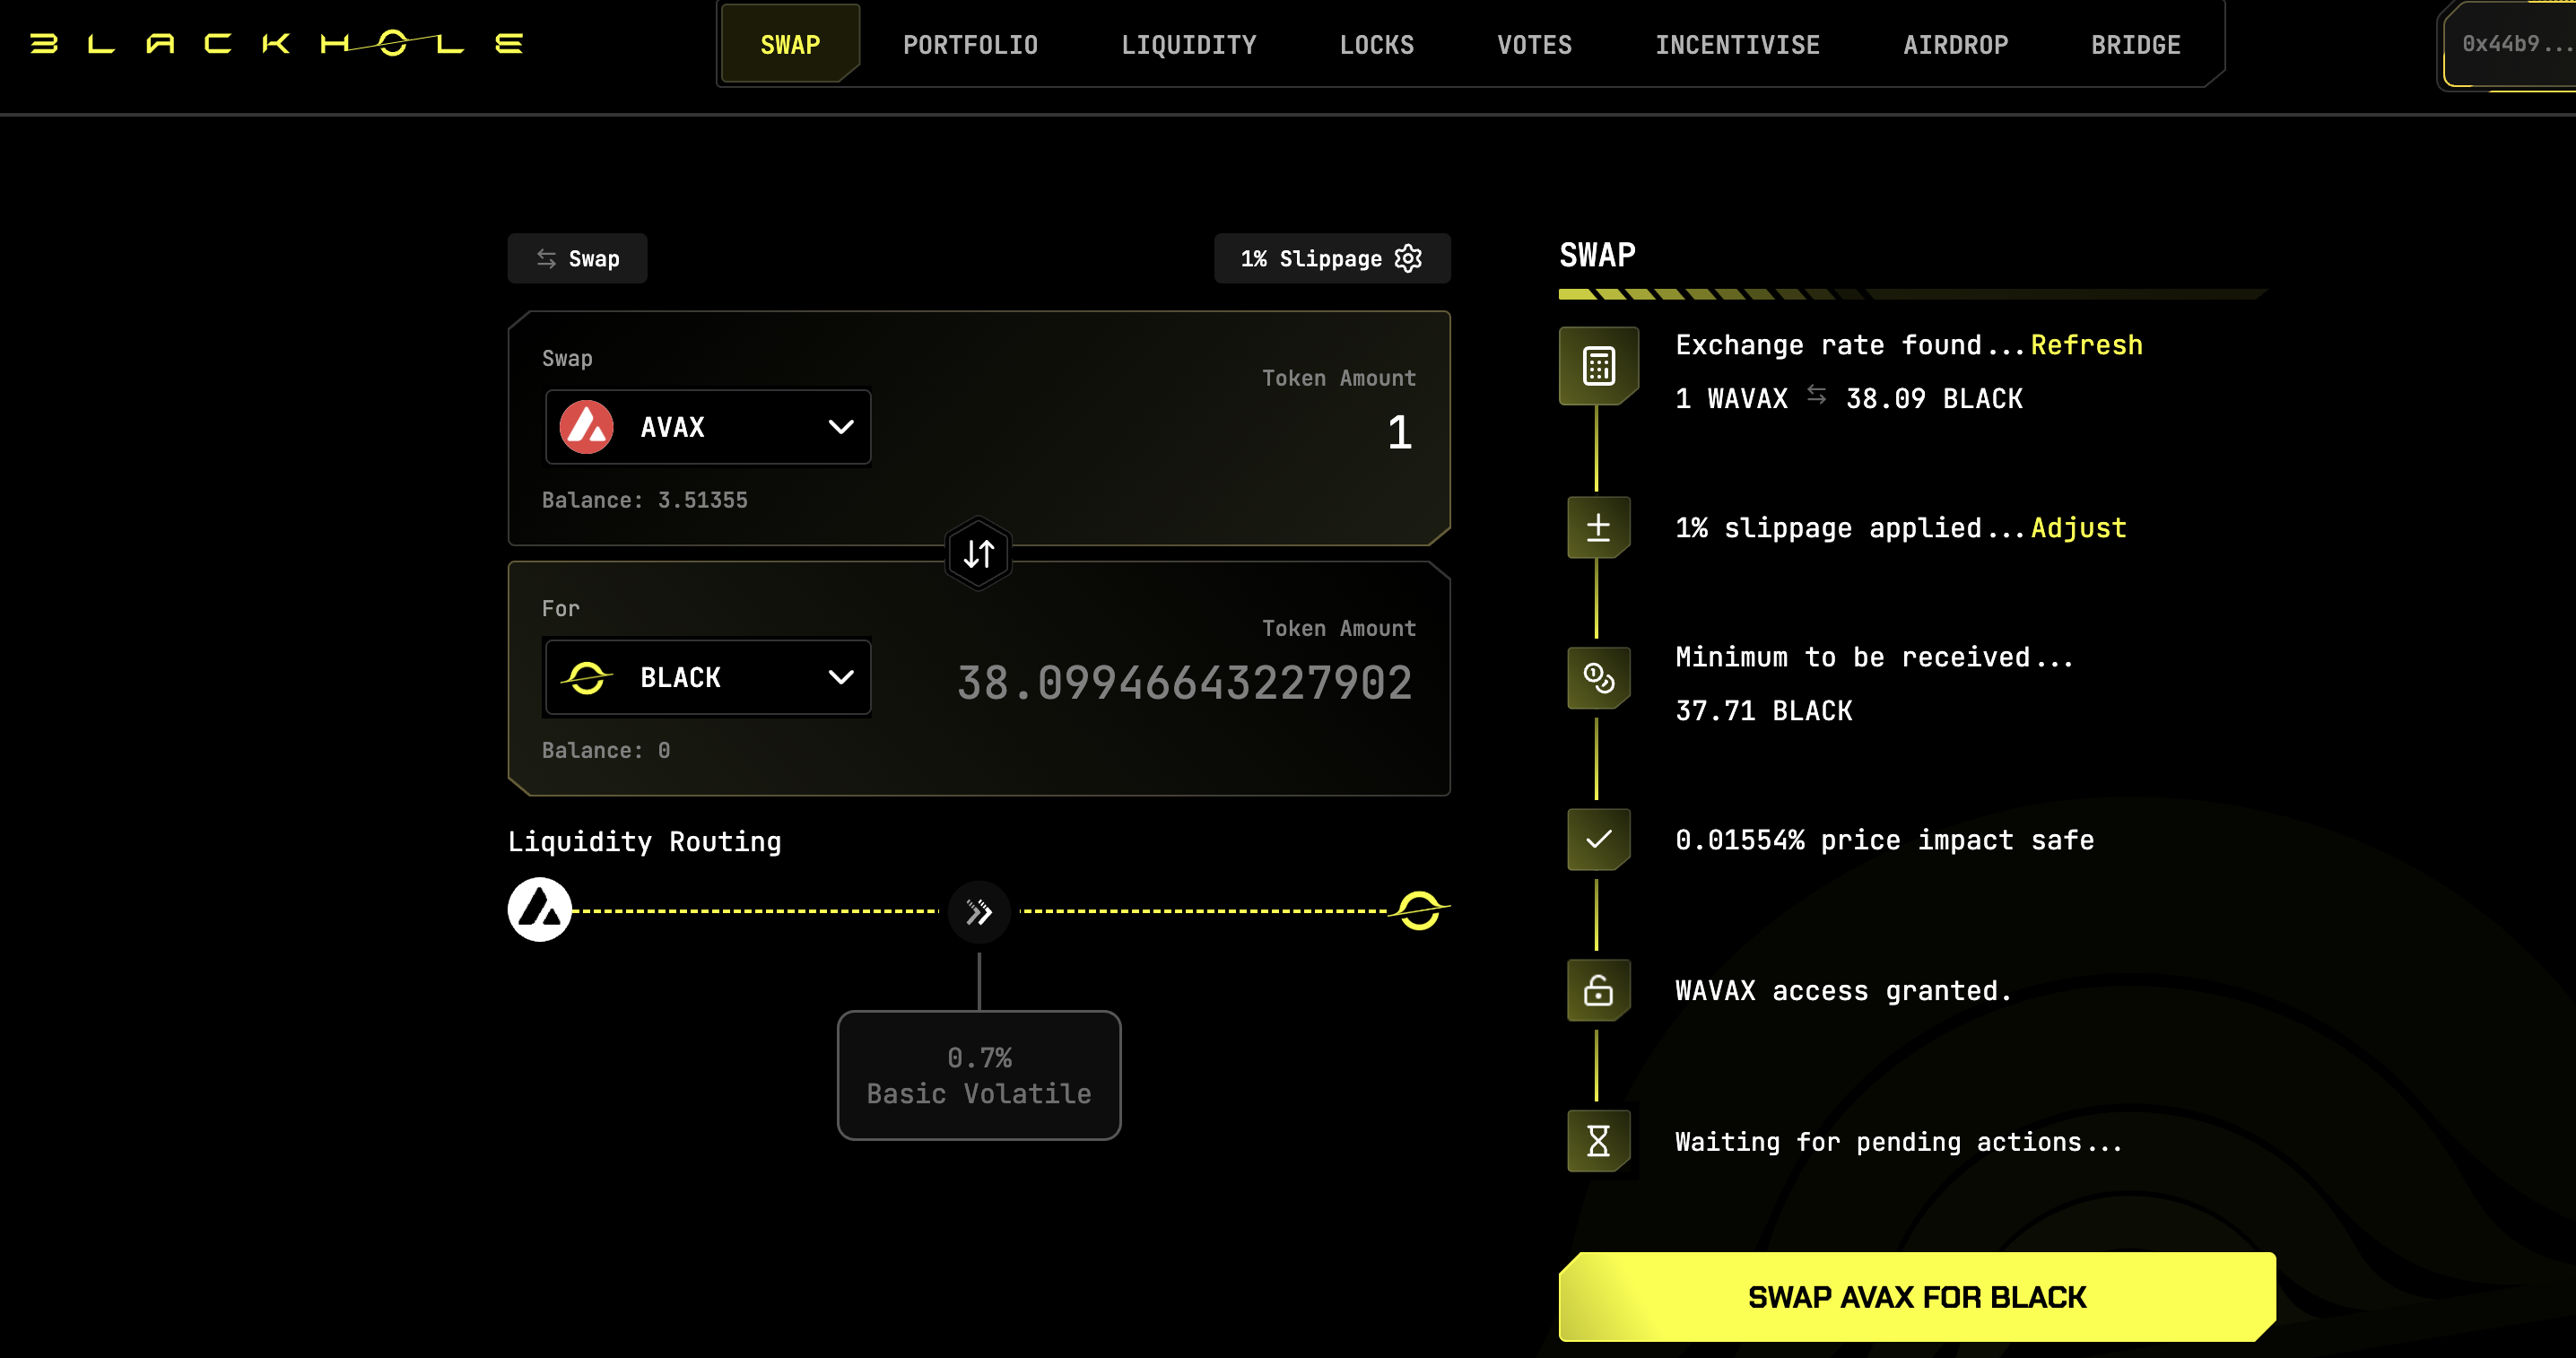 BLACKHOLE
SWAP
PORTFOLIO
LIQUIDITY
LOCKS
VOTES
INCENTIVISE
AIRDROP
BRIDGE
0x44b9...
Swap
1% Slippage
Swap
Token Amount
AVAX
1
Balance: 3.51355
For
Token Amount
BLACK
38.09946643227902
Balance: 0
Liquidity Routing
0.7%
Basic Volatile
SWAP
Exchange rate found...Refresh
1 WAVAX ⇆ 38.09 BLACK
1% slippage applied...Adjust
Minimum to be received...
37.71 BLACK
0.01554% price impact safe
WAVAX access granted.
Waiting for pending actions...
SWAP AVAX FOR BLACK